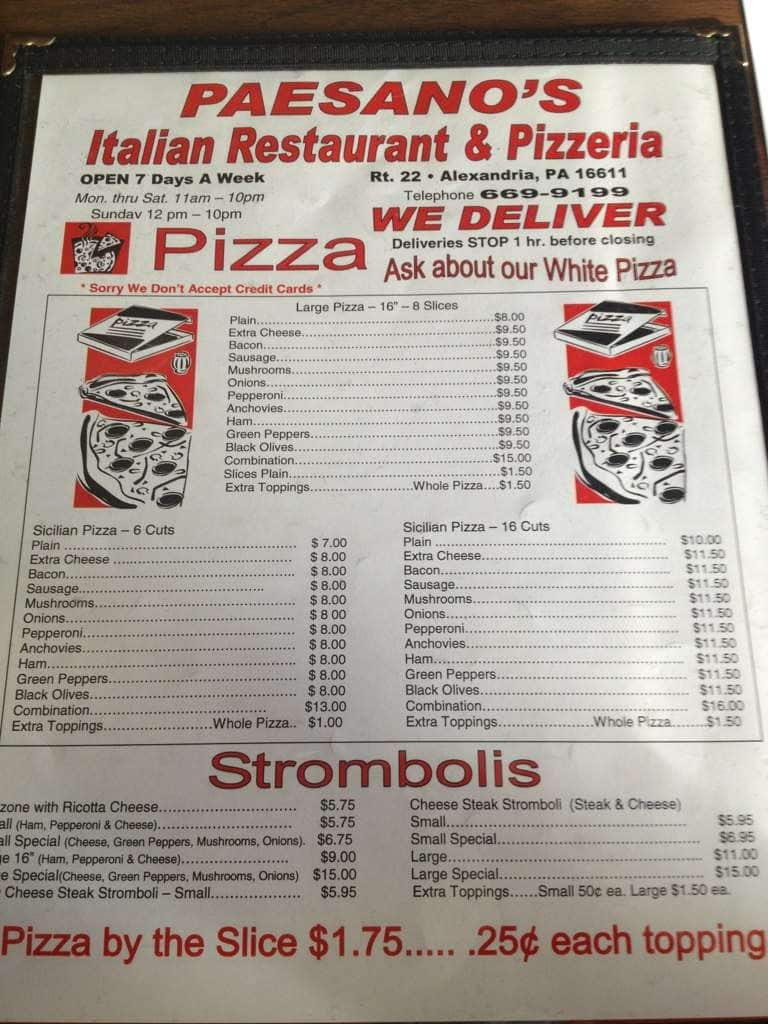 PAESANO'S
Italian Restaurant & Pizzeria
OPEN 7 Days A Week
Rt. 22 • Alexandria, PA 16611
Mon. thru Sat. 11am – 10pm
Telephone 669-9199
Sunday 12 pm – 10pm
WE DELIVER
Pizza
Deliveries STOP 1 hr. before closing
Ask about our White Pizza
* Sorry We Don't Accept Credit Cards *
Large Pizza – 16" – 8 Slices
pizza
pizza
Plain $8.00
Extra Cheese $9.50
Bacon $9.50
Sausage $9.50
Mushrooms $9.50
Onions $9.50
Pepperoni $9.50
Anchovies $9.50
Ham $9.50
Green Peppers $9.50
Black Olives $9.50
Combination $15.00
Slices Plain $1.50
Extra Toppings Whole Pizza $1.50
Sicilian Pizza – 6 Cuts
Plain $ 7.00
Extra Cheese $ 8.00
Bacon $ 8.00
Sausage $ 8.00
Mushrooms $ 8.00
Onions $ 8 00
Pepperoni $ 8.00
Anchovies $ 8.00
Ham $ 8.00
Green Peppers $ 8.00
Black Olives $ 8.00
Combination $13.00
Extra Toppings Whole Pizza.. $1.00
Sicilian Pizza – 16 Cuts
Plain $10.00
Extra Cheese $11.50
Bacon $11.50
Sausage $11.50
Mushrooms $11.50
Onions $11.50
Pepperoni $11.50
Anchovies $11.50
Ham $11.50
Green Peppers $11.50
Black Olives $11.50
Combination $16.00
Extra Toppings Whole Pizza $1.50
Strombolis
zone with Ricotta Cheese $5.75
all (Ham, Pepperoni & Cheese) $5.75
all Special (Cheese, Green Peppers, Mushrooms, Onions). $6.75
ge 16" (Ham, Pepperoni & Cheese) $9.00
e Special(Cheese, Green Peppers, Mushrooms, Onions) $15.00
Cheese Steak Stromboli – Small $5.95
Cheese Steak Stromboli (Steak & Cheese)
Small $5.95
Small Special $6.95
Large $11.00
Large Special $15.00
Extra Toppings......Small 50¢ ea. Large $1.50 ea.
Pizza by the Slice $1.75..... .25¢ each topping